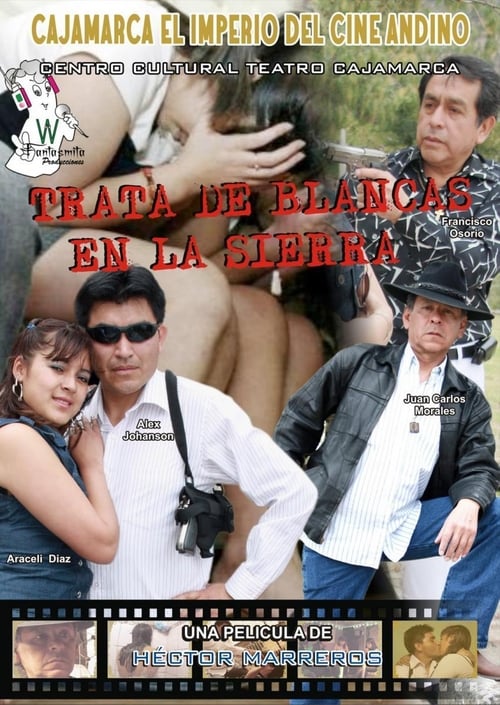 CAJAMARCA EL IMPERIO DEL CINE ANDINO
CENTRO CULTURAL TEATRO CAJAMARCA
W
Fantasmita
Producciones
TRATA DE BLANCAS
EN LA SIERRA
Francisco
Osorio
Juan Carlos
Morales
Alex
Johanson
Araceli Diaz
UNA PELICULA DE
HÉCTOR MARREROS